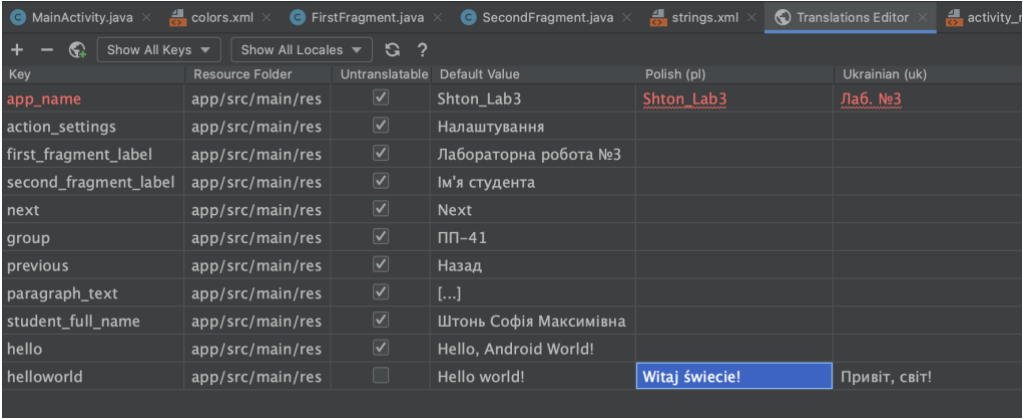 MainActivity.java colors.xml FirstFragment.java SecondFragment.java strings.xml Translations Editor
Show All Keys Show All Locales ?
Key Resource Folder Untranslatable Default Value Polish (pl) Ukrainian (uk)
app_name app/src/main/res Shton_Lab3 Shton_Lab3 Лаб. №3
action_settings app/src/main/res Налаштування
first_fragment_label app/src/main/res Лабораторна робота №3
second_fragment_label app/src/main/res Ім'я студента
next app/src/main/res Next
group app/src/main/res ПП-41
previous app/src/main/res Назад
paragraph_text app/src/main/res [...]
student_full_name app/src/main/res Штонь Софія Максимівна
hello app/src/main/res Hello, Android World!
helloworld app/src/main/res Hello world! Witaj świecie! Привіт, світ!